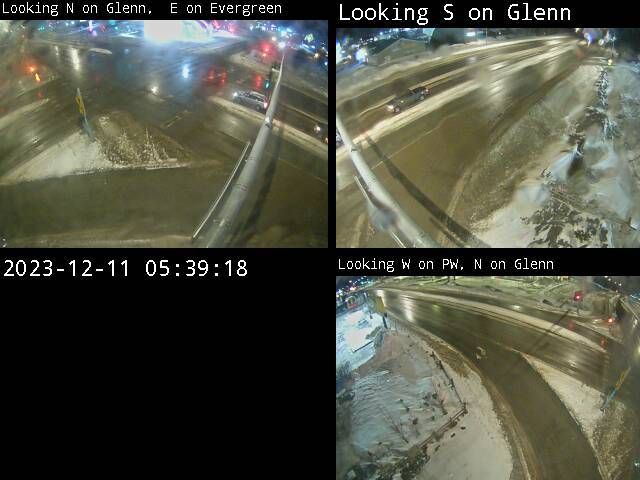 Looking N on Glenn,  E on Evergreen
Looking S on Glenn
2023-12-11 05:39:18
Looking W on PW, N on Glenn